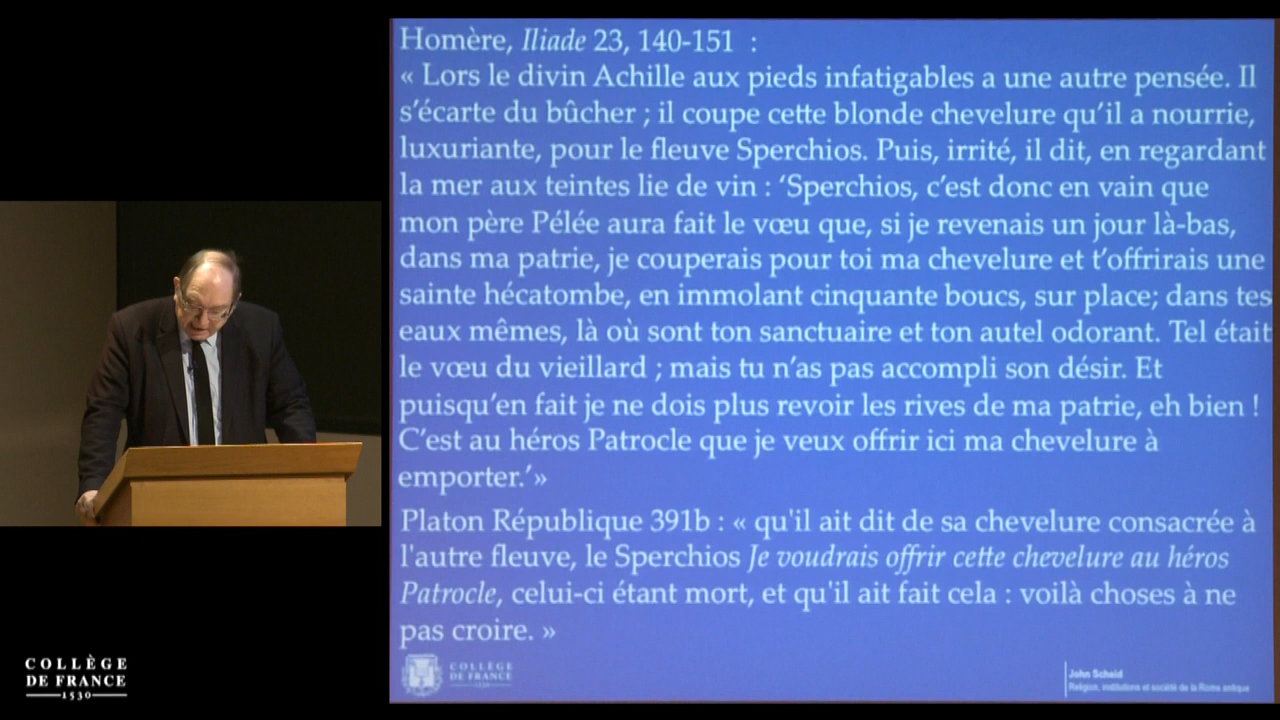 Homère, Iliade 23, 140-151 :
« Lors le divin Achille aux pieds infatigables a une autre pensée. Il
s'écarte du bûcher ; il coupe cette blonde chevelure qu'il a nourrie,
luxuriante, pour le fleuve Sperchios. Puis, irrité, il dit, en regardant
la mer aux teintes lie de vin : ‘Sperchios, c'est donc en vain que
mon père Pélée aura fait le vœu que, si je revenais un jour là-bas,
dans ma patrie, je couperais pour toi ma chevelure et t'offrirais une
sainte hécatombe, en immolant cinquante boucs, sur place; dans tes
eaux mêmes, là où sont ton sanctuaire et ton autel odorant. Tel était
le vœu du vieillard ; mais tu n'as pas accompli son désir. Et
puisqu'en fait je ne dois plus revoir les rives de ma patrie, eh bien !
C'est au héros Patrocle que je veux offrir ici ma chevelure à
emporter.’»
Platon République 391b : « qu'il ait dit de sa chevelure consacrée à
l'autre fleuve, le Sperchios Je voudrais offrir cette chevelure au héros
Patrocle, celui-ci étant mort, et qu'il ait fait cela : voilà choses à ne
pas croire. »
COLLÈGE
DE FRANCE
1530
John Scheid
Religion, institutions et société de la Rome antique
COLLÈGE
DE FRANCE
1530